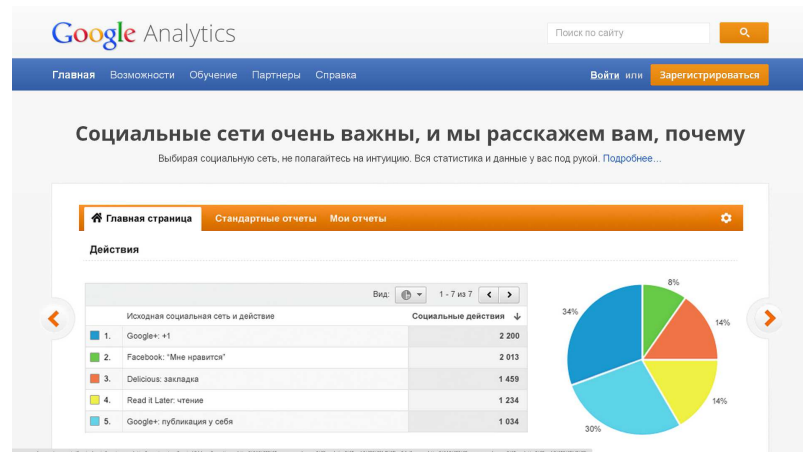 Google Analytics
Поиск по сайту
Главная Возможности Обучение Партнеры Справка
Войти или Зарегистрироваться
Социальные сети очень важны, и мы расскажем вам, почему
Выбирая социальную сеть, не полагайтесь на интуицию. Вся статистика и данные у вас под рукой. Подробнее…
Главная страница Стандартные отчеты Мои отчеты
Действия
Вид: 1 - 7 из 7
Исходная социальная сеть и действие Социальные действия
1. Google+: +1 2 200
2. Facebook: "Мне нравится" 2 013
3. Delicious: закладка 1 459
4. Read it Later: чтение 1 234
5. Google+: публикация у себя 1 034
8%
34%
14%
14%
30%